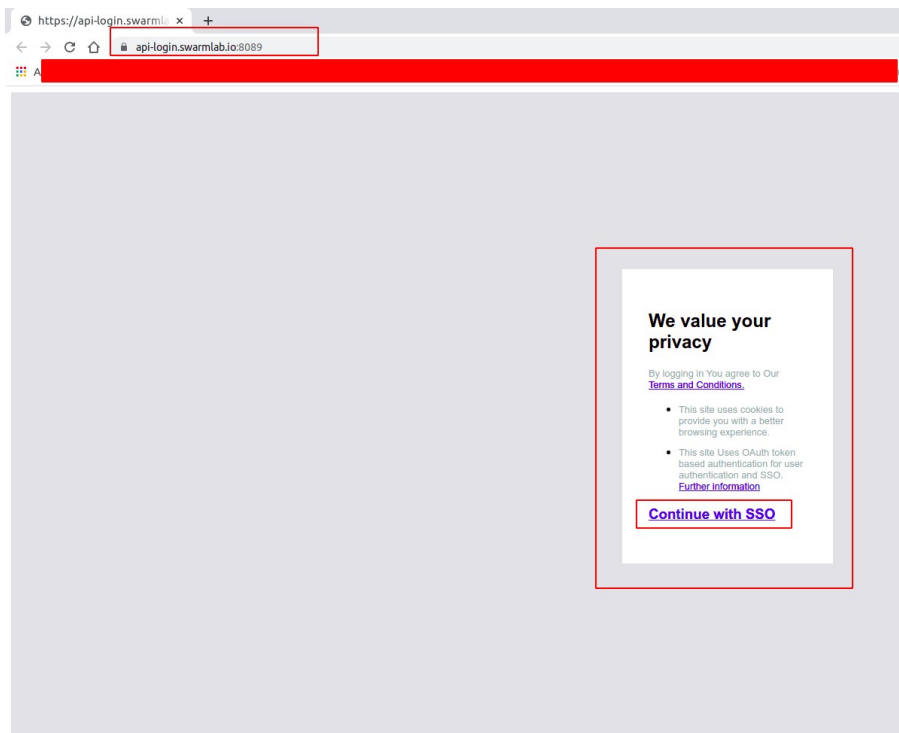 https://api-login.swarmla
api-login.swarmlab.io:8089
A
We value your
privacy
By logging in You agree to Our
Terms and Conditions.
This site uses cookies to
provide you with a better
browsing experience.
This site Uses OAuth token
based authentication for user
authentication and SSO.
Further information
Continue with SSO